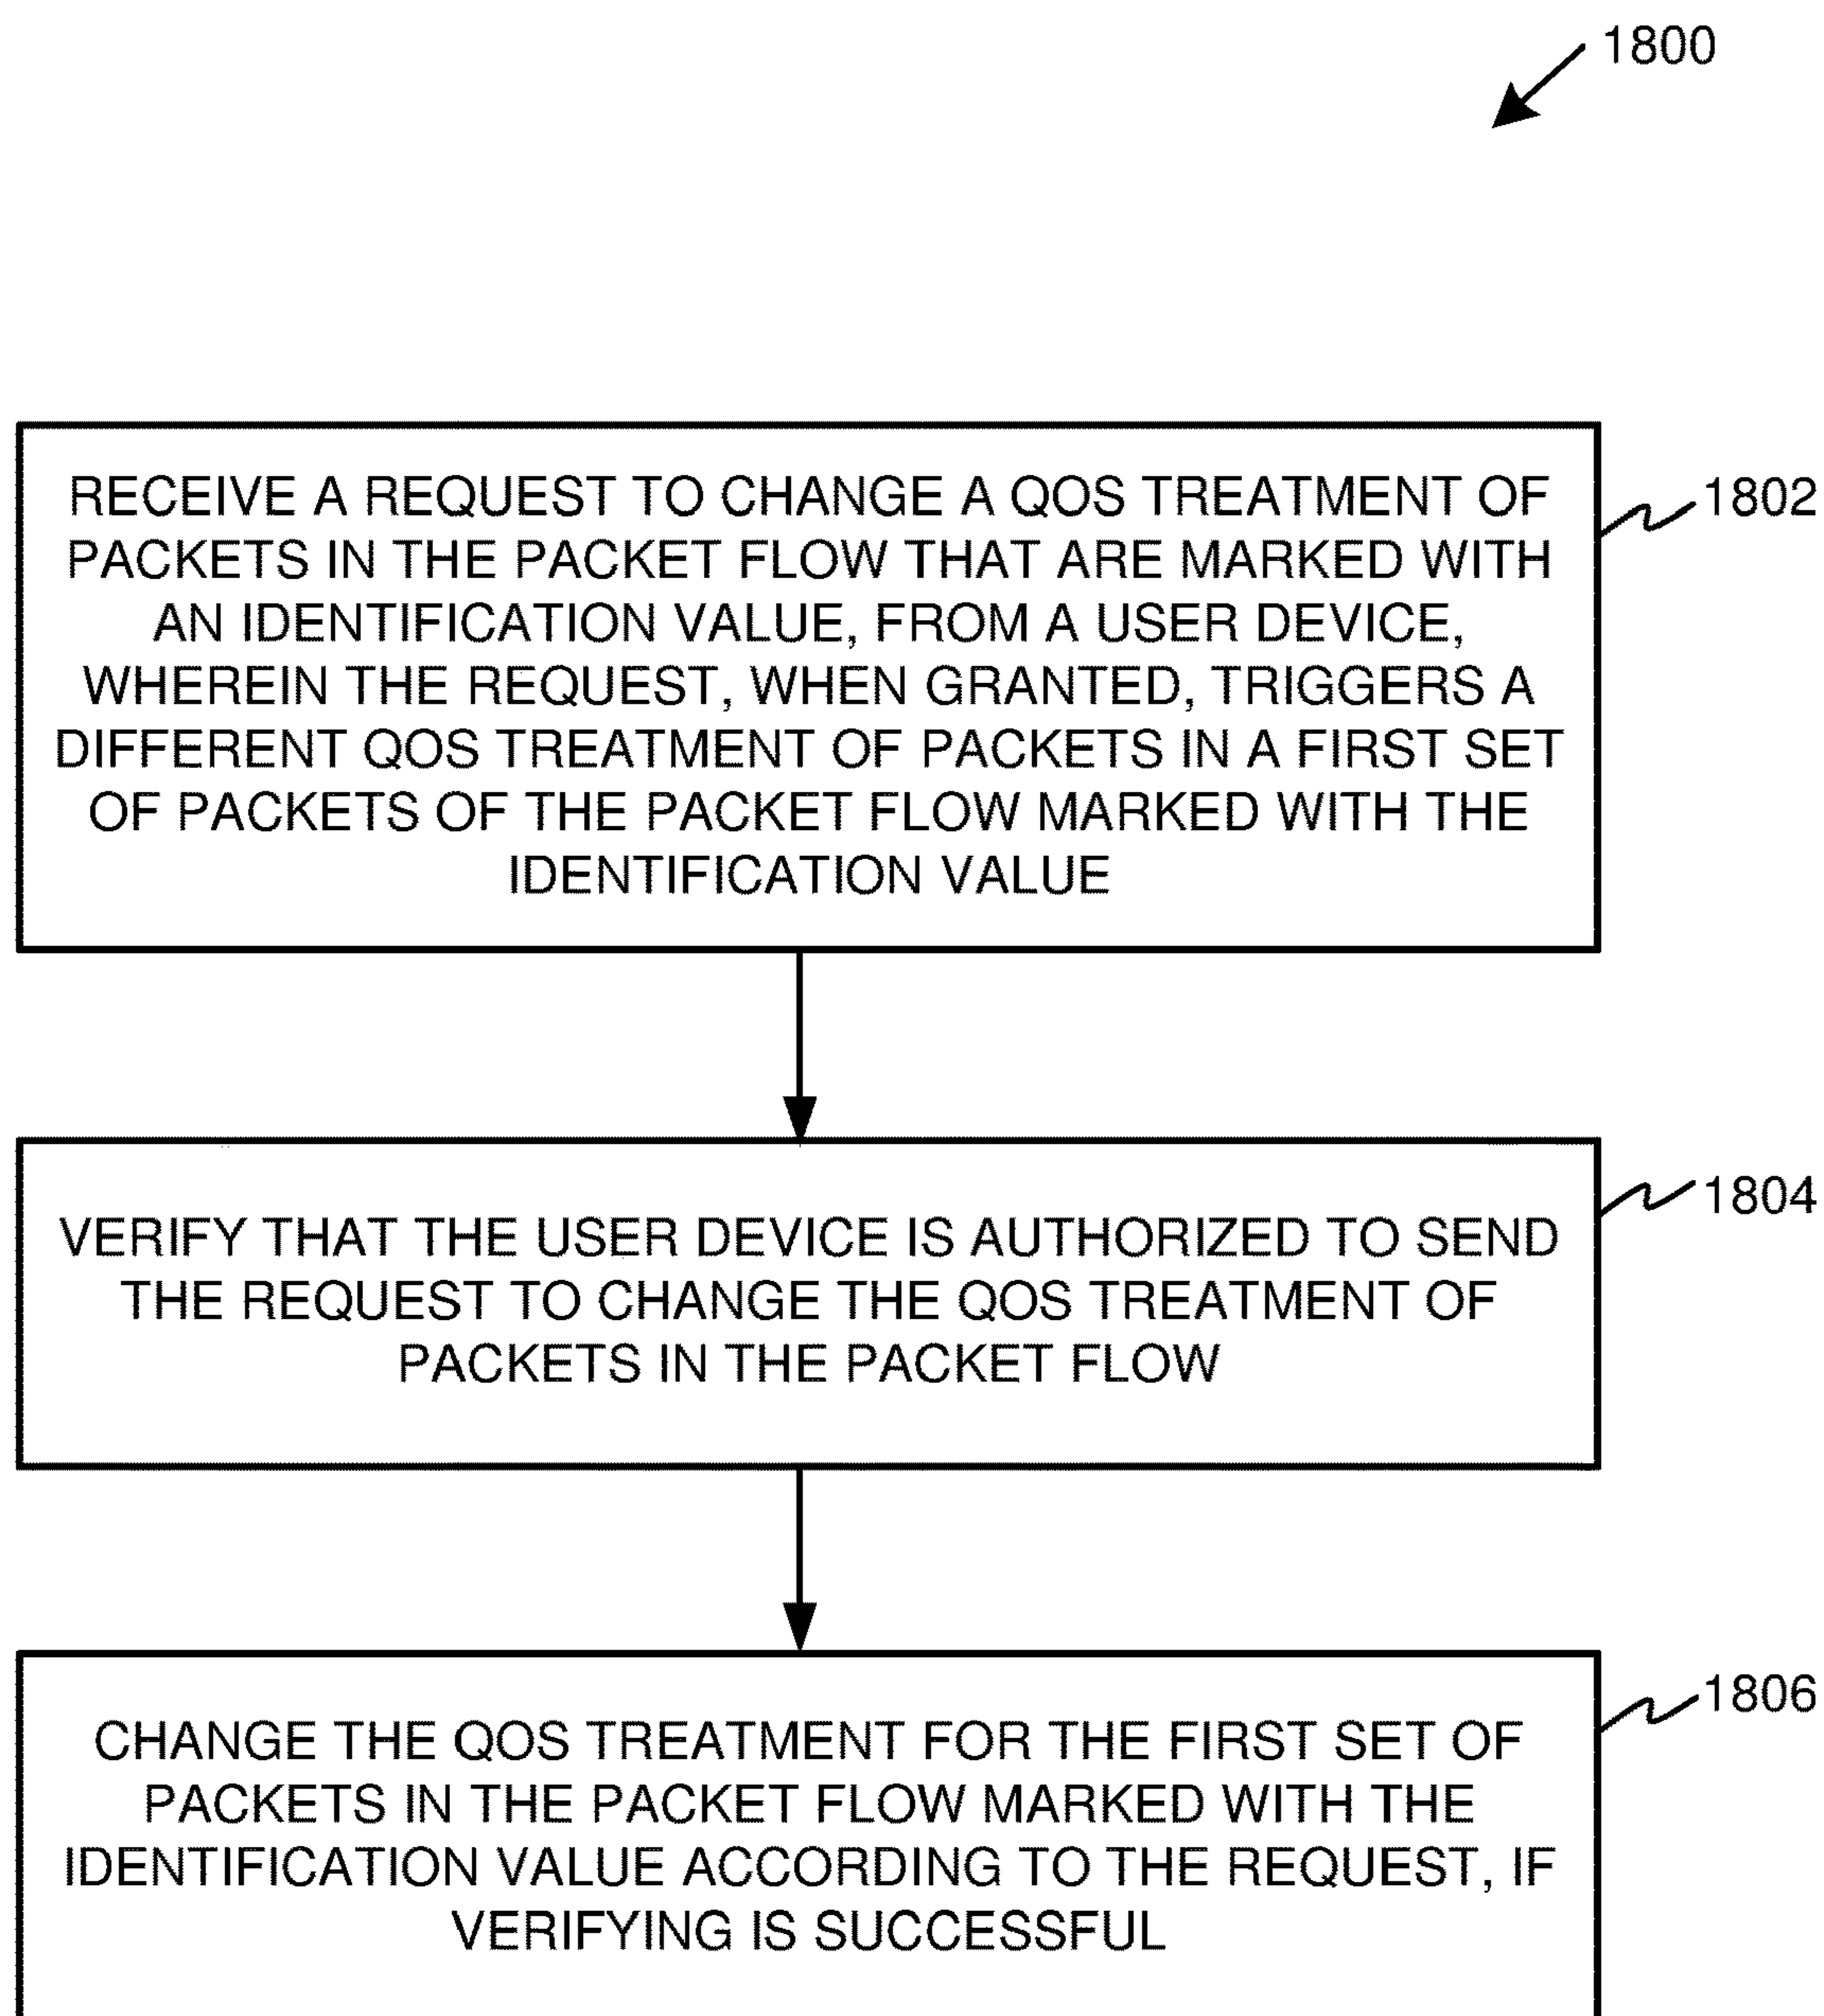 1800
RECEIVE A REQUEST TO CHANGE A QOS TREATMENT OF
PACKETS IN THE PACKET FLOW THAT ARE MARKED WITH
AN IDENTIFICATION VALUE, FROM A USER DEVICE,
WHEREIN THE REQUEST, WHEN GRANTED, TRIGGERS A
DIFFERENT QOS TREATMENT OF PACKETS IN A FIRST SET
OF PACKETS OF THE PACKET FLOW MARKED WITH THE
IDENTIFICATION VALUE
1802
VERIFY THAT THE USER DEVICE IS AUTHORIZED TO SEND
THE REQUEST TO CHANGE THE QOS TREATMENT OF
PACKETS IN THE PACKET FLOW
1804
CHANGE THE QOS TREATMENT FOR THE FIRST SET OF
PACKETS IN THE PACKET FLOW MARKED WITH THE
IDENTIFICATION VALUE ACCORDING TO THE REQUEST, IF
VERIFYING IS SUCCESSFUL
1806